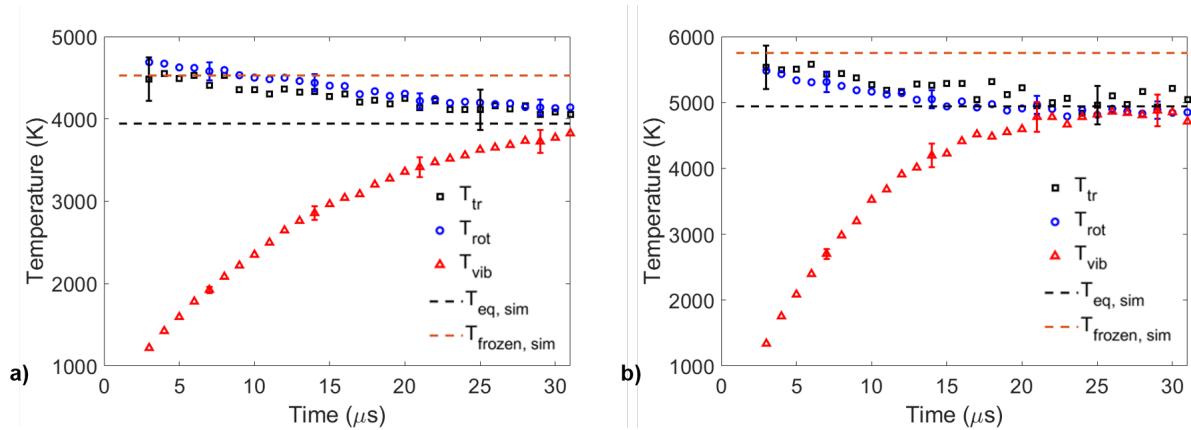 5000
4000
3000
2000
1000
Temperature (K)
T_tr
T_rot
T_vib
T_eq, sim
T_frozen, sim
0 5 10 15 20 25 30
Time (μs)
a)
6000
5000
4000
3000
2000
1000
Temperature (K)
T_tr
T_rot
T_vib
T_eq, sim
T_frozen, sim
0 5 10 15 20 25 30
Time (μs)
b)